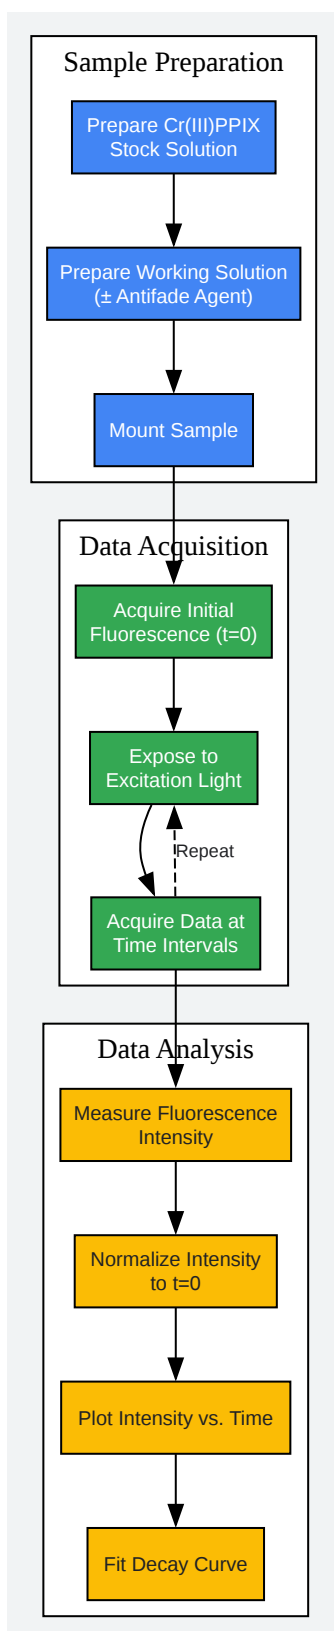 Sample Preparation
Prepare Cr(III)PPIX
Stock Solution
Prepare Working Solution
(± Antifade Agent)
Mount Sample
Data Acquisition
Acquire Initial
Fluorescence (t=0)
Expose to
Excitation Light
Repeat
Acquire Data at
Time Intervals
Data Analysis
Measure Fluorescence
Intensity
Normalize Intensity
to t=0
Plot Intensity vs. Time
Fit Decay Curve